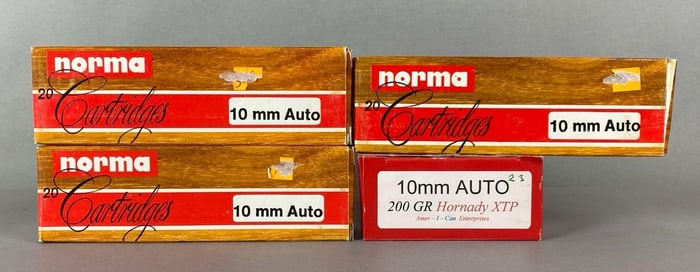 norma
20 Cartridges
10 mm Auto
norma
20 Cartridges
10 mm Auto
norma
20 Cartridges
10 mm Auto
10mm AUTO 23
200 GR Hornady XTP
Amer - I - Can Enterprises